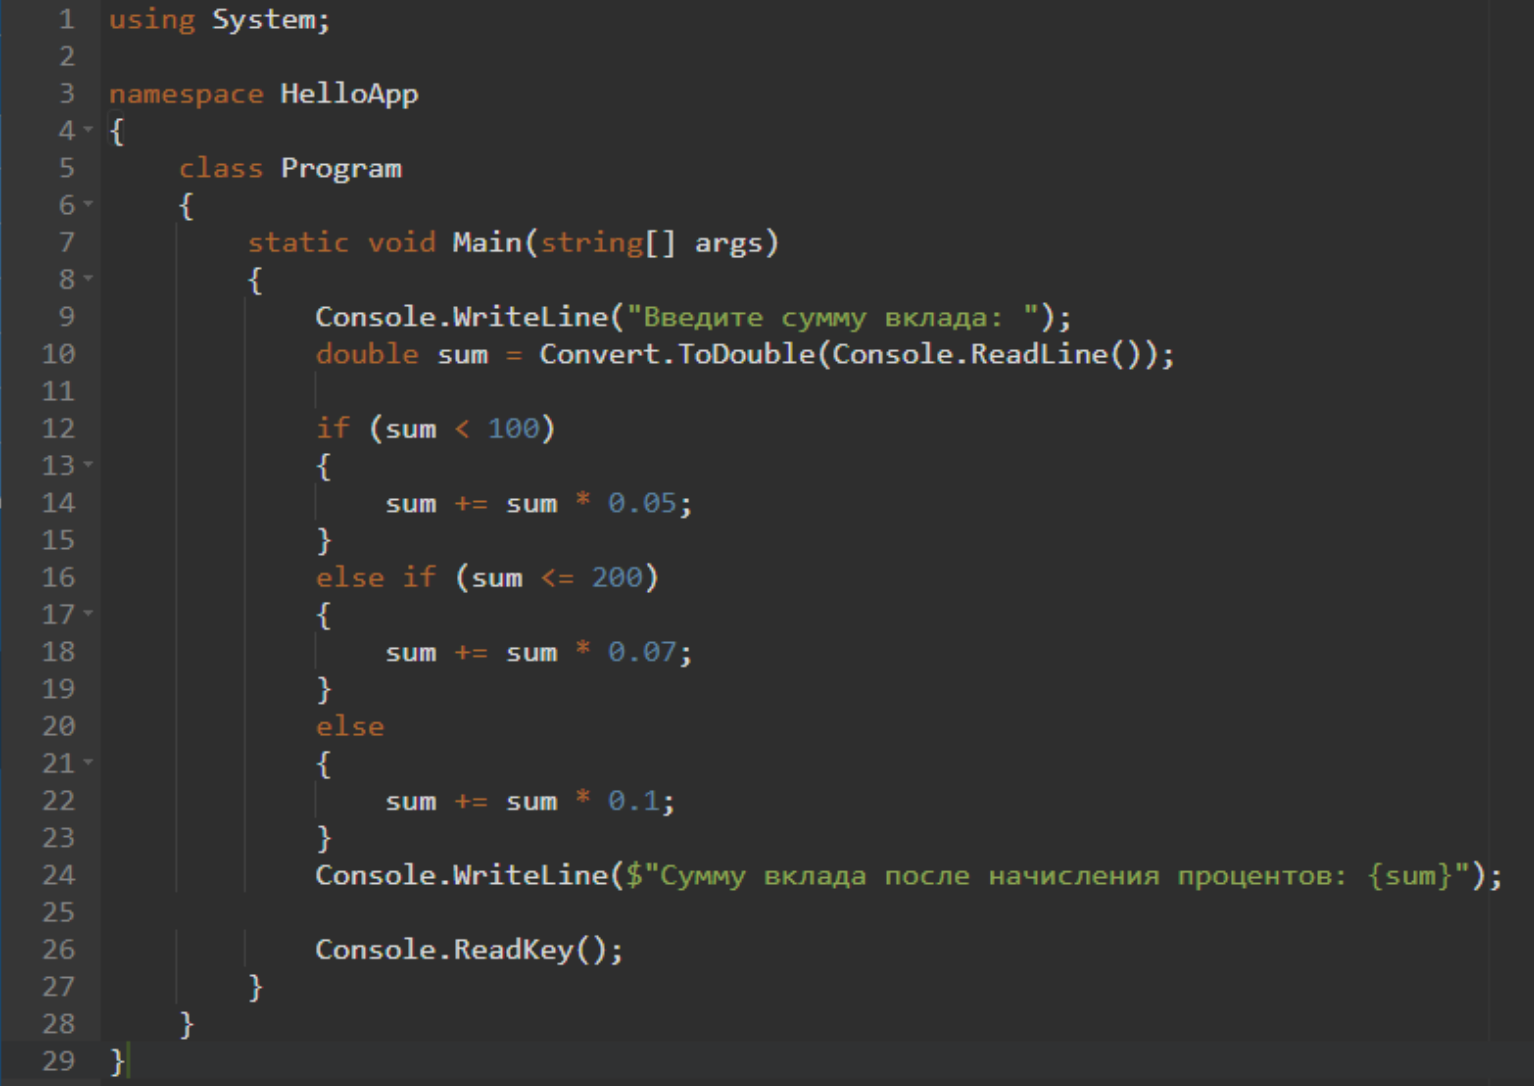 1 using System;
2
3 namespace HelloApp
4 {
5     class Program
6     {
7         static void Main(string[] args)
8         {
9             Console.WriteLine("Введите сумму вклада: ");
10             double sum = Convert.ToDouble(Console.ReadLine());
11
12             if (sum < 100)
13             {
14                 sum += sum * 0.05;
15             }
16             else if (sum <= 200)
17             {
18                 sum += sum * 0.07;
19             }
20             else
21             {
22                 sum += sum * 0.1;
23             }
24             Console.WriteLine($"Сумму вклада после начисления процентов: {sum}");
25
26             Console.ReadKey();
27         }
28     }
29 }